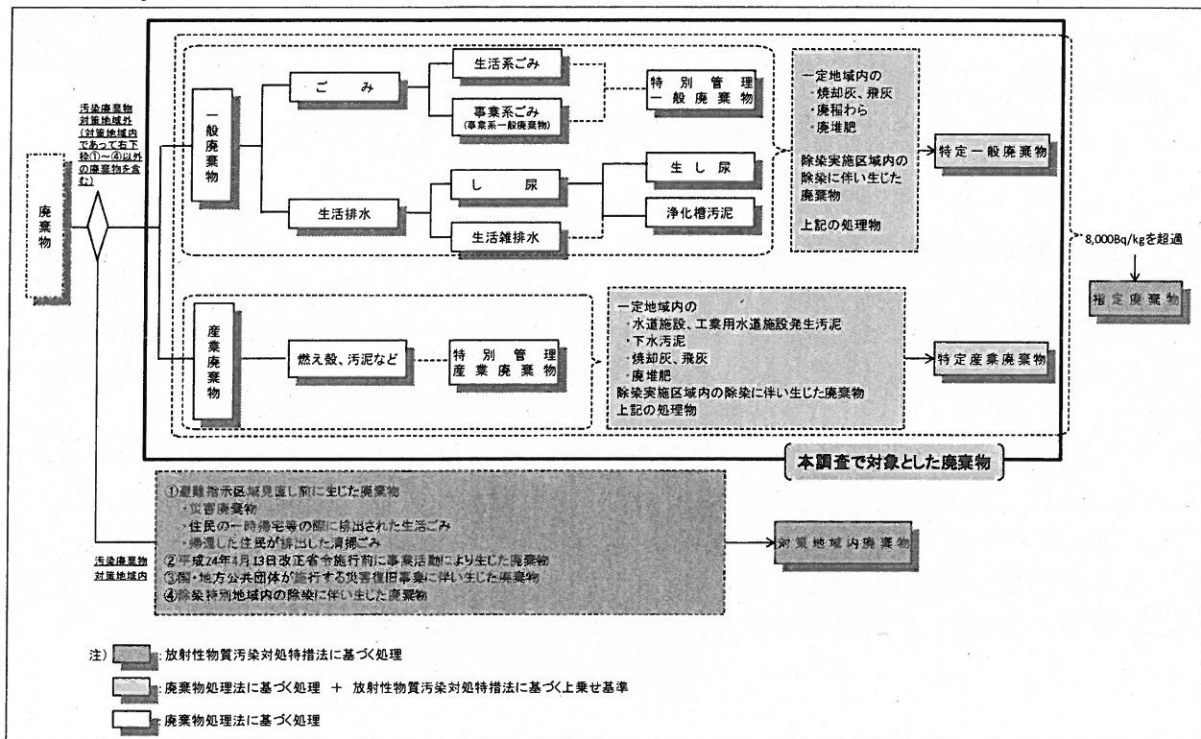 汚染廃棄物
対策地域外
(対策地域内
であって右下
枠①～④以外
の廃棄物を含
む)
廃棄物
一般廃棄物
ごみ
生活系ごみ
事業系ごみ
(事業系一般廃棄物)
特別管理
一般廃棄物
生活排水
し尿
生活雑排水
生し尿
浄化槽汚泥
一定地域内の
・焼却灰、飛灰
・廃稲わら
・廃堆肥
除染実施区域内の
除染に伴い生じた
廃棄物
上記の処理物
特定一般廃棄物
8,000Bq/kgを超過
指定廃棄物
産業廃棄物
燃え殻、汚泥など
特別管理
産業廃棄物
一定地域内の
・水道施設、工業用水道施設発生汚泥
・下水汚泥
・焼却灰、飛灰
・廃堆肥
除染実施区域内の除染に伴い生じた廃棄物
上記の処理物
特定産業廃棄物
本調査で対象とした廃棄物
汚染廃棄物
対策地域内
①避難指示区域見直し前に生じた廃棄物
・災害廃棄物
・住民の一時帰宅等の際に排出された生活ごみ
・帰還した住民が排出した清掃ごみ
②平成24年4月13日改正省令施行前に事業活動により生じた廃棄物
③国・地方公共団体が施行する災害復旧事業に伴い生じた廃棄物
④除染特別地域内の除染に伴い生じた廃棄物
対策地域内廃棄物
注) :放射性物質汚染対処特措法に基づく処理
:廃棄物処理法に基づく処理 + 放射性物質汚染対処特措法に基づく上乗せ基準
:廃棄物処理法に基づく処理